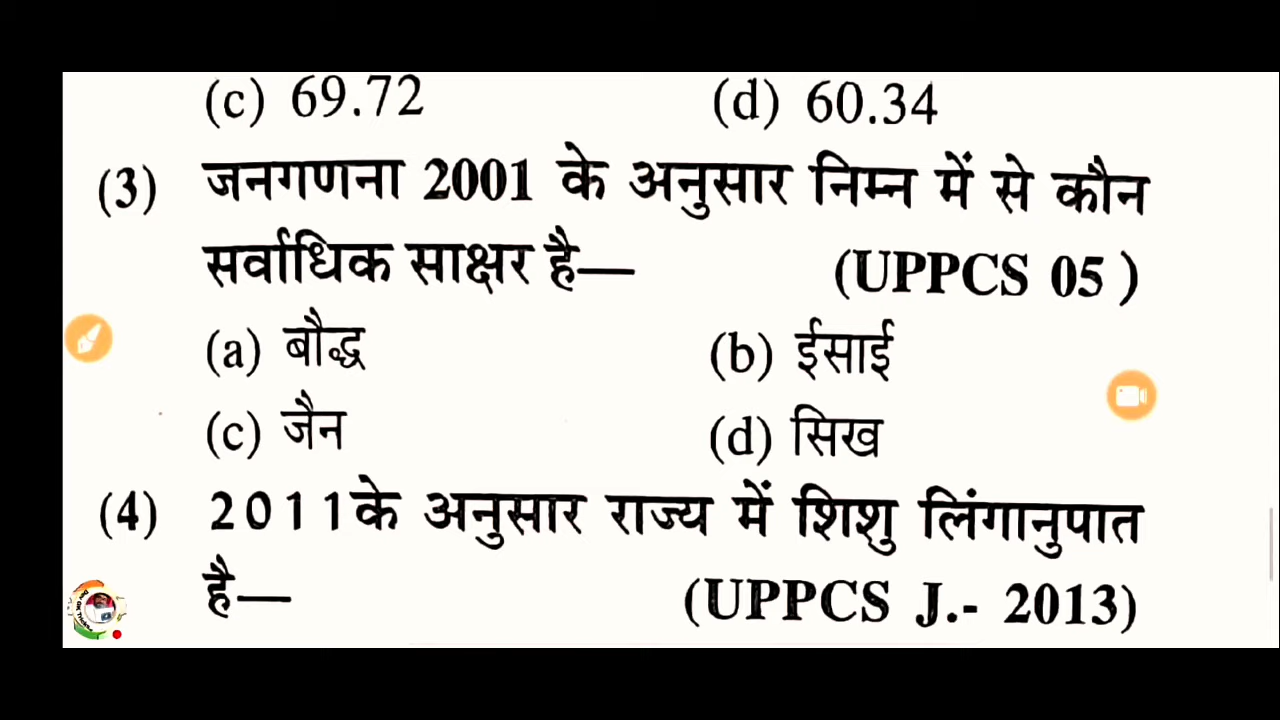 (c) 69.72 (d) 60.34
(3) जनगणना 2001 के अनुसार निम्न में से कौन
सर्वाधिक साक्षर है— (UPPCS 05 )
(a) बौद्ध (b) ईसाई
(c) जैन (d) सिख
(4) 2011के अनुसार राज्य में शिशु लिंगानुपात
है— (UPPCS J.- 2013)